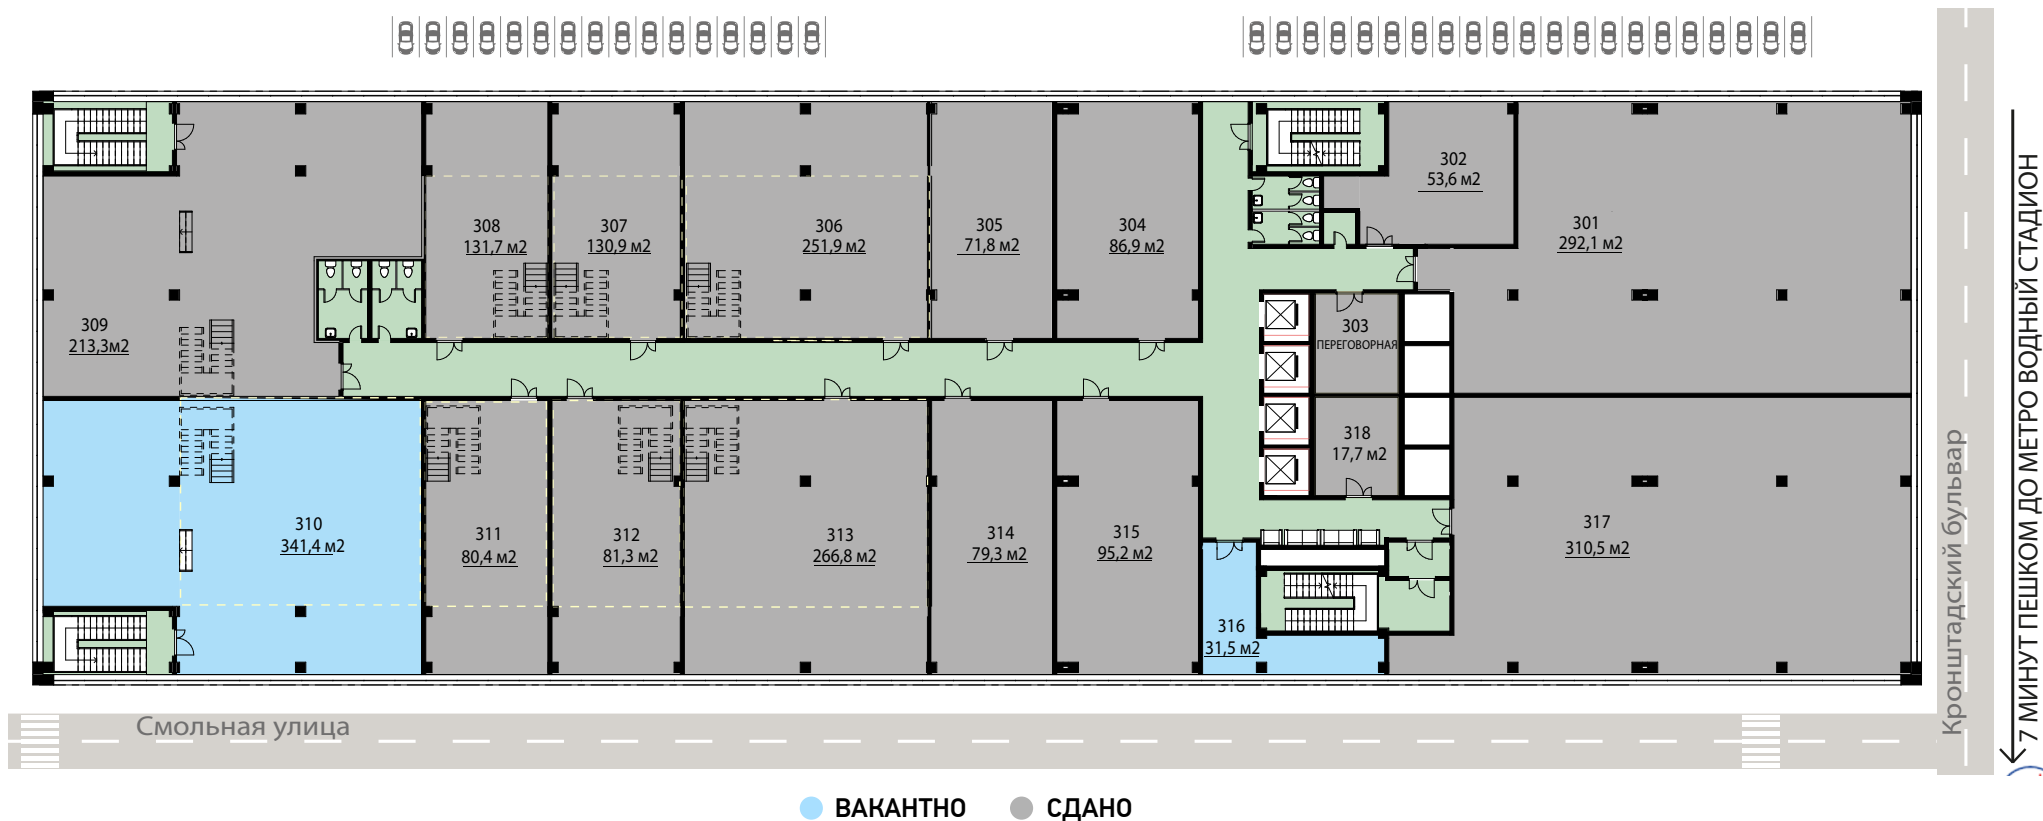 302
53,6 м2
301
292,1 м2
308
131,7 м2
307
130,9 м2
306
251,9 м2
305
71,8 м2
304
86,9 м2
309
213,3м2
303
ПЕРЕГОВОРНАЯ
318
17,7 м2
310
341,4 м2
311
80,4 м2
312
81,3 м2
313
266,8 м2
314
79,3 м2
315
95,2 м2
316
31,5 м2
317
310,5 м2
Смольная улица
Кронштадский бульвар
7 МИНУТ ПЕШКОМ ДО МЕТРО ВОДНЫЙ СТАДИОН
ВАКАНТНО
СДАНО